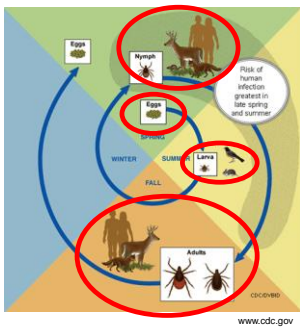 Eggs
Nymph
Risk of
human
infection
greatest in
late spring
and summer
Eggs
SPRING
WINTER
SUMMER
Larva
FALL
Adults
CDC/DVBID
www.cdc.gov